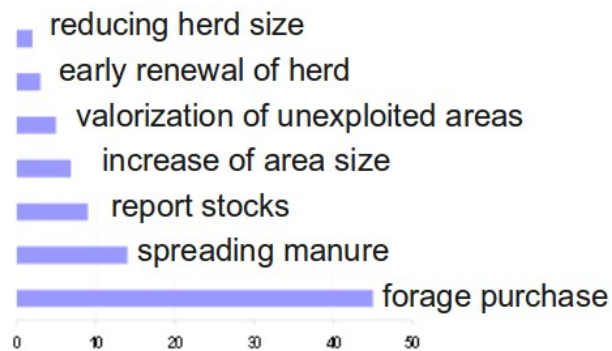 reducing herd size
early renewal of herd
valorization of unexploited areas
increase of area size
report stocks
spreading manure
forage purchase
0 10 20 30 40 50